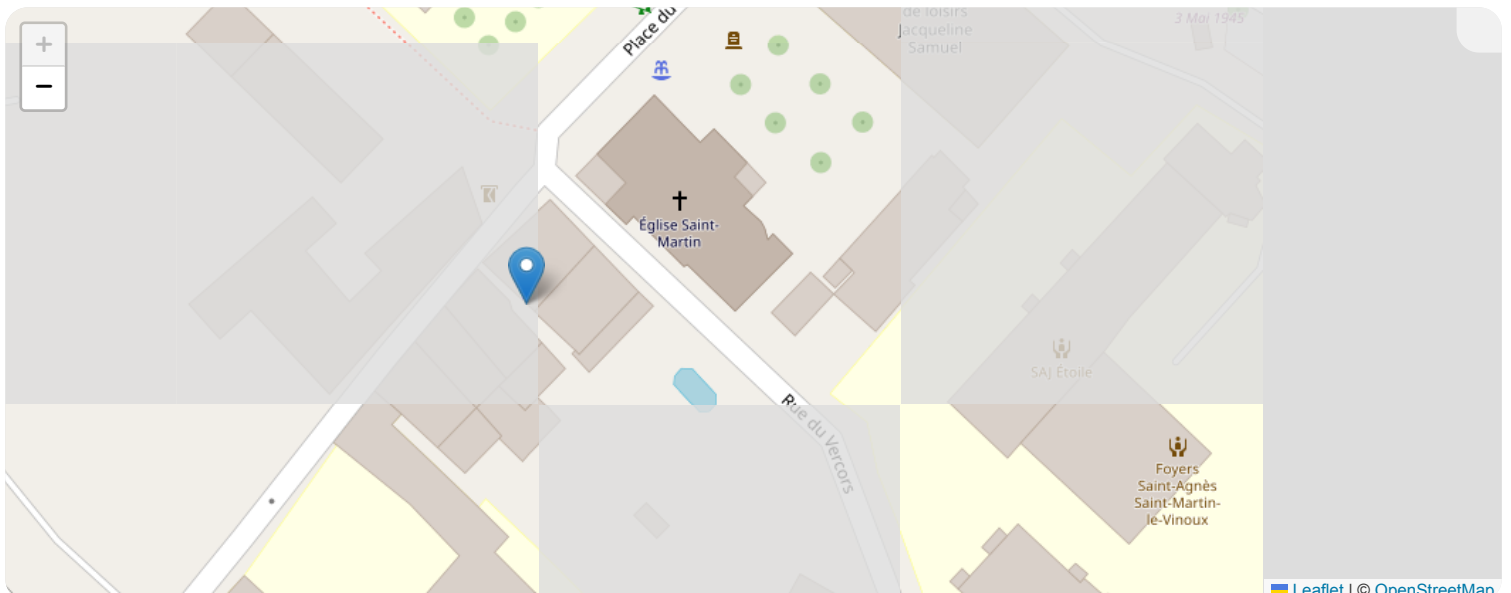 +
−
Place du
de loisirs
Jacqueline
Samuel
3 Mai 1945
Église Saint-
Martin
SAJ Étoile
Rue du Vercors
Foyers
Saint-Agnès
Saint-Martin-
le-Vinoux
Leaflet | © OpenStreetMap